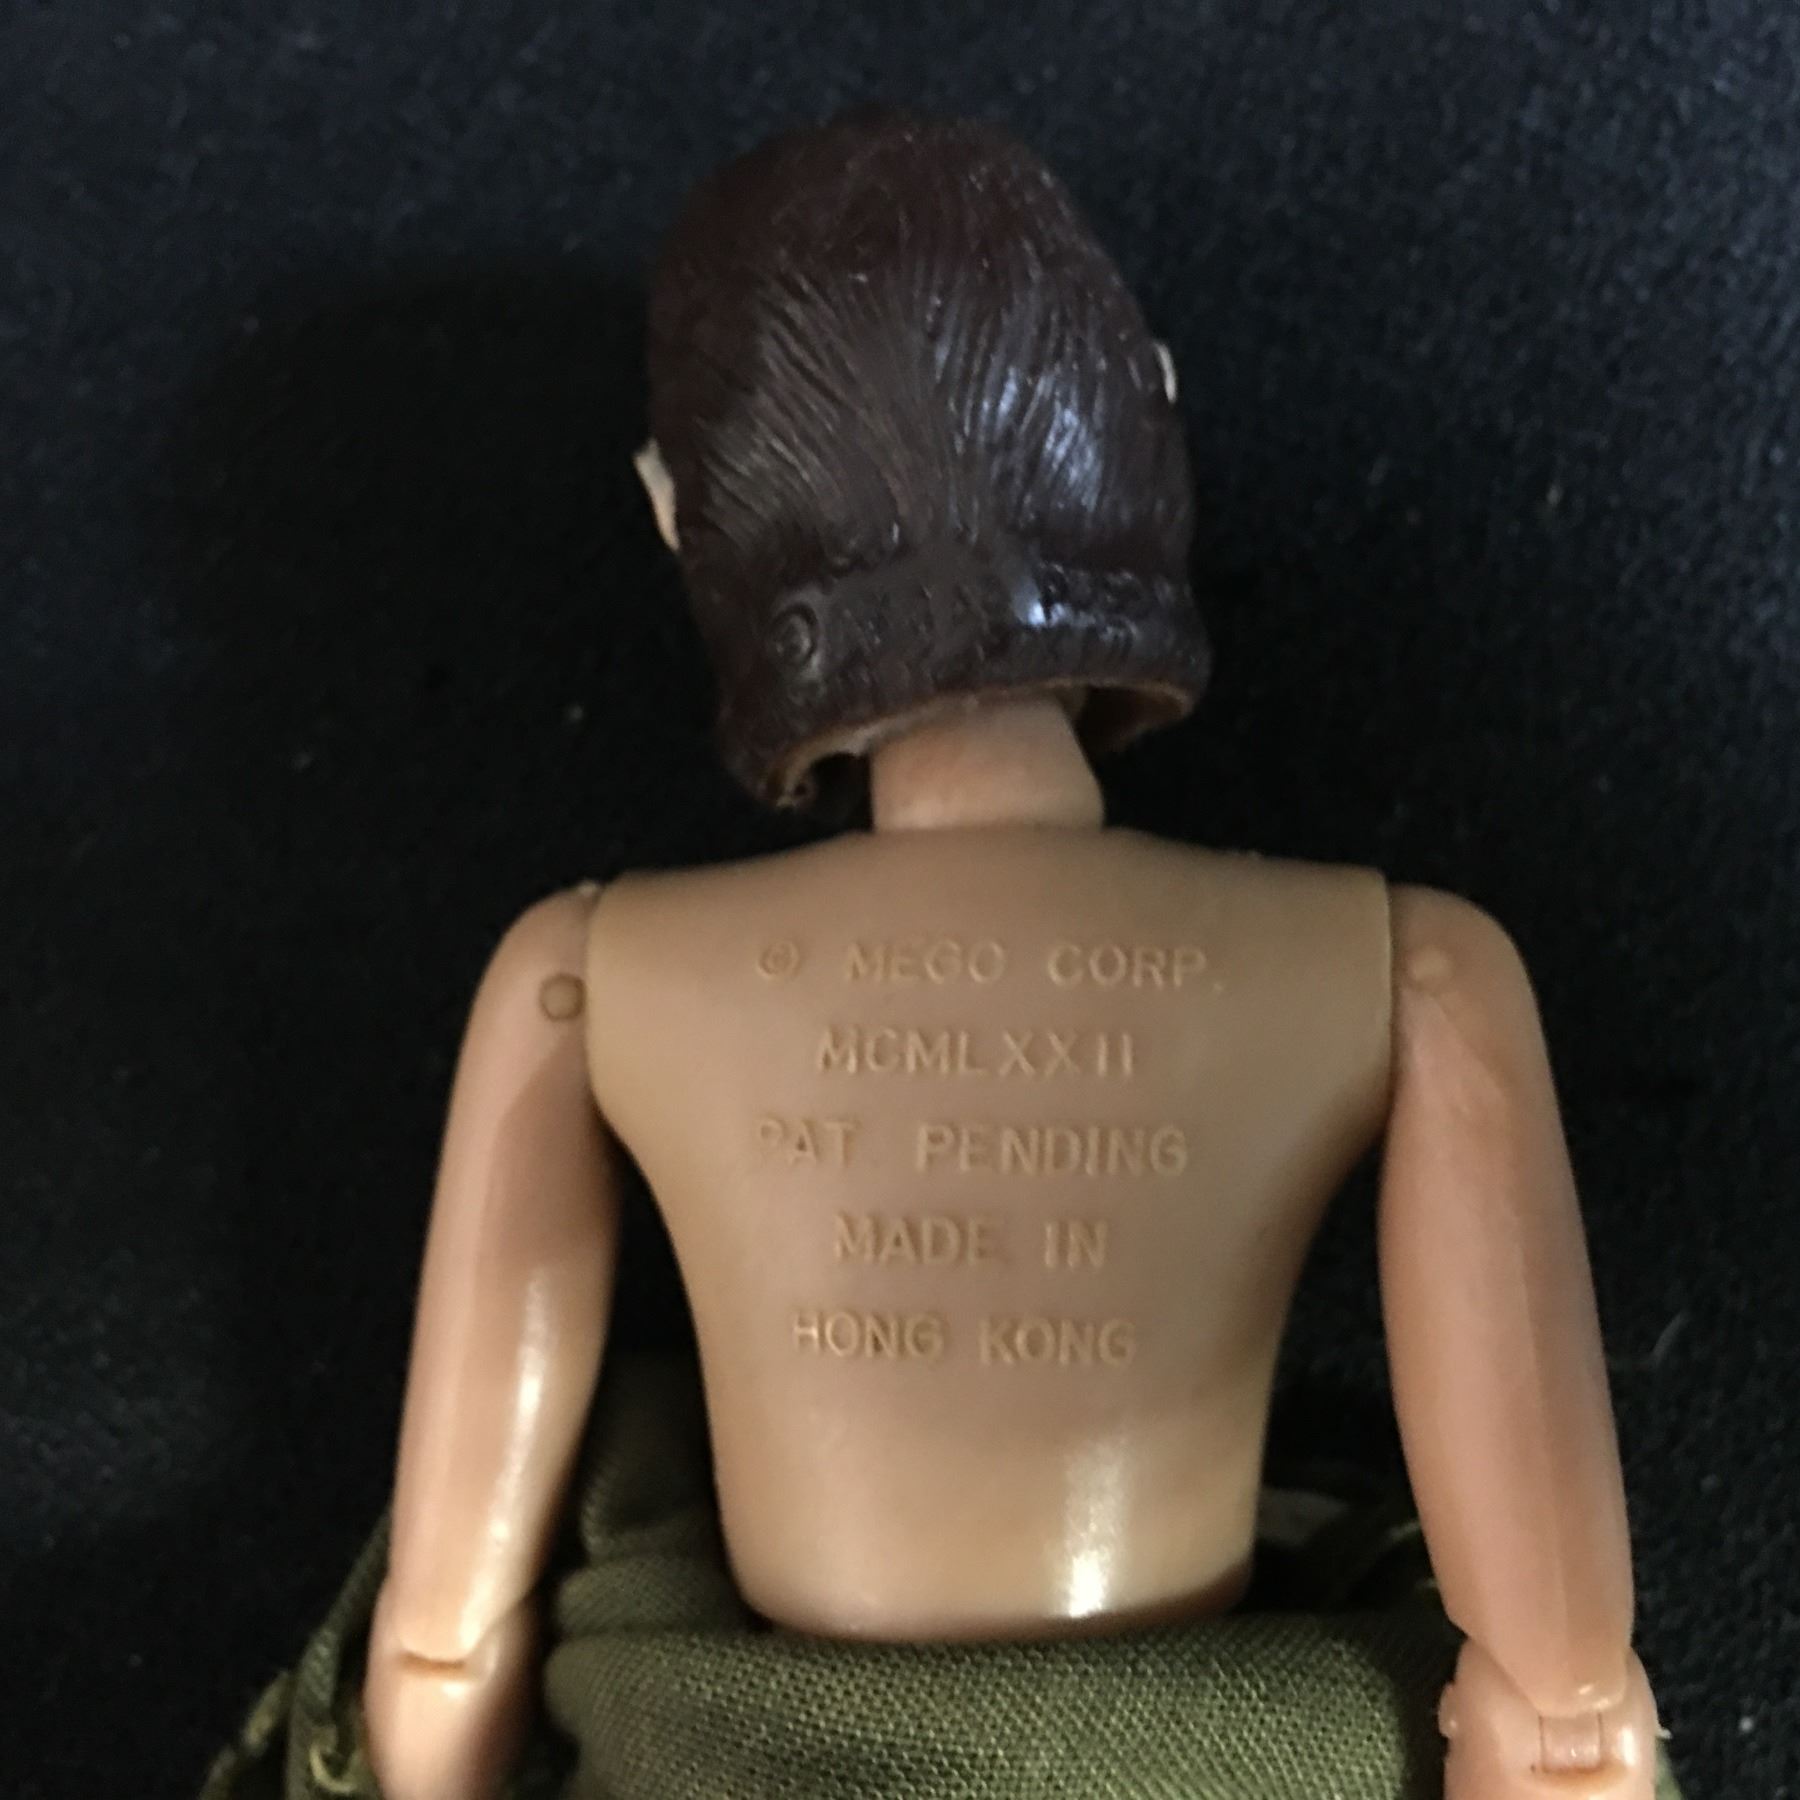 © MEGO CORP.
MCMLXXII
PAT. PENDING
MADE IN
HONG KONG